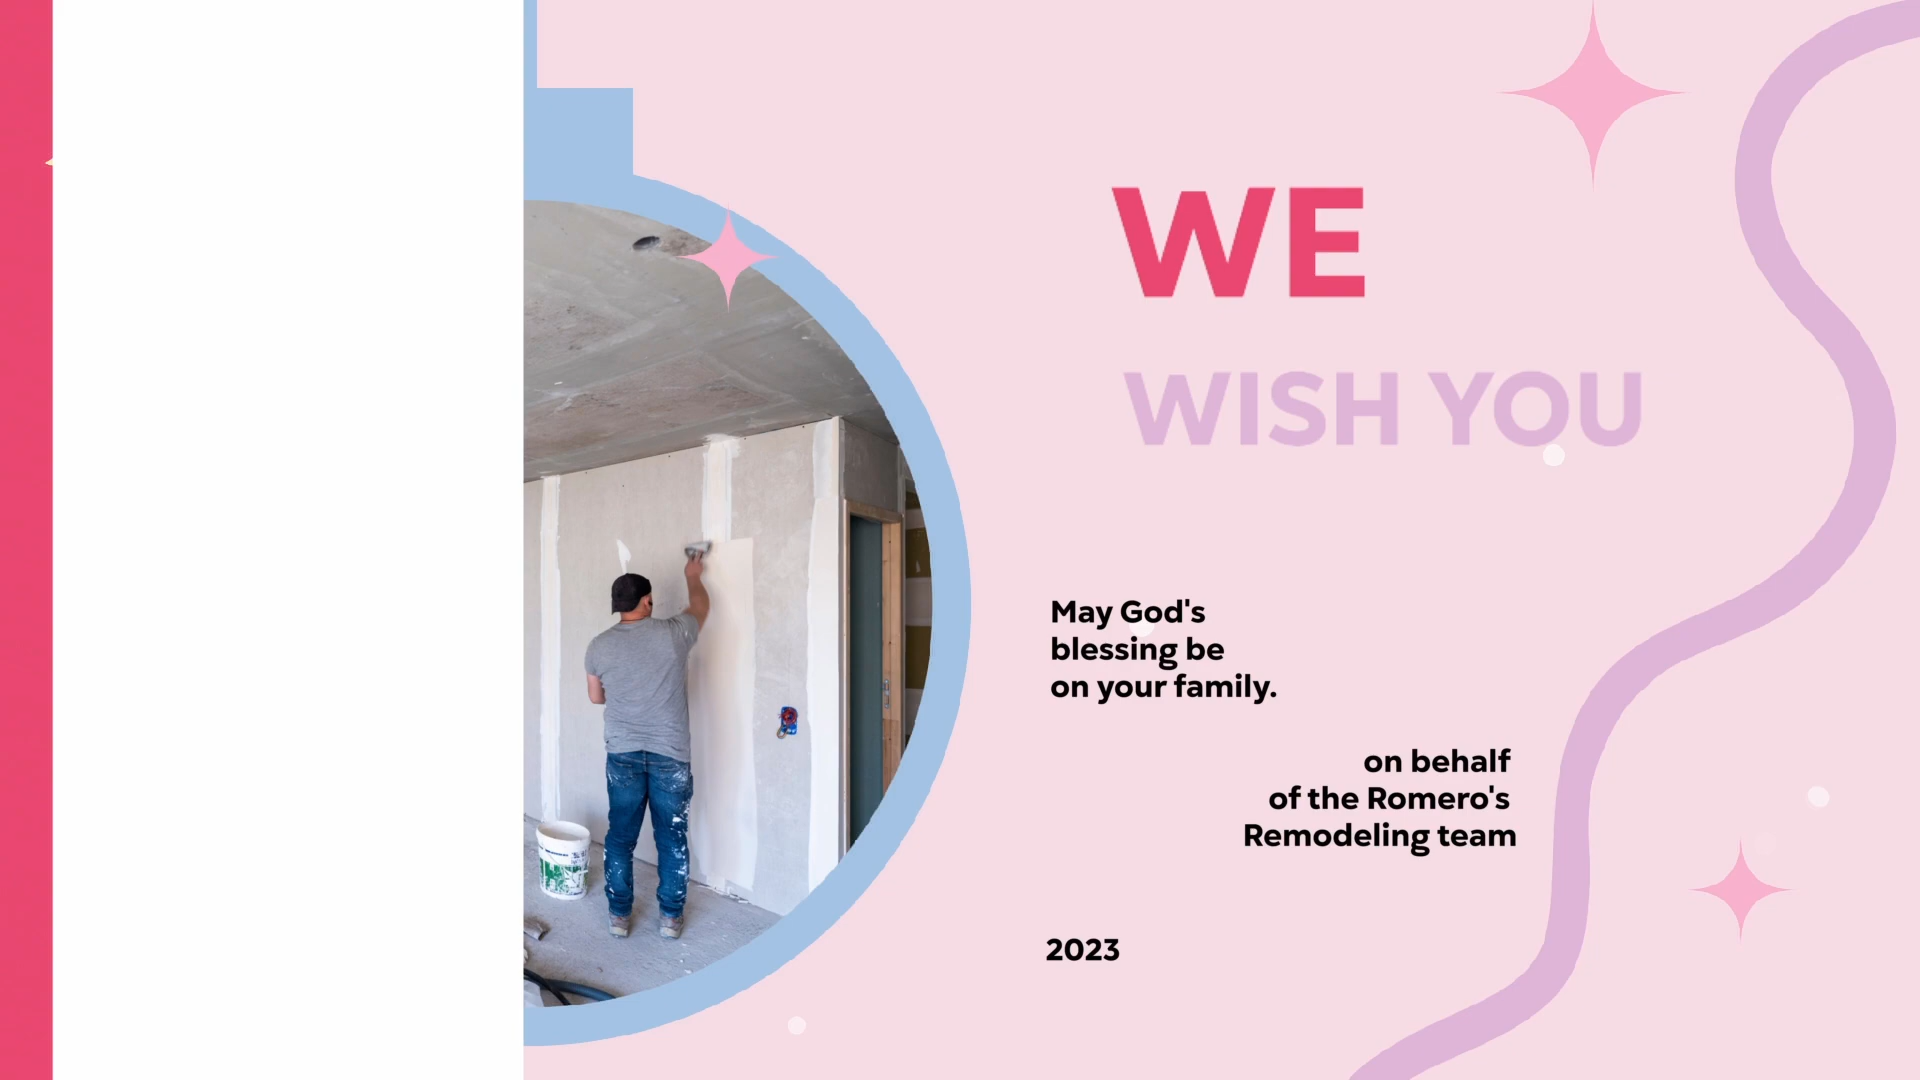 WE
WISH YOU
May God's
blessing be
on your family.
on behalf
of the Romero's
Remodeling team
2023